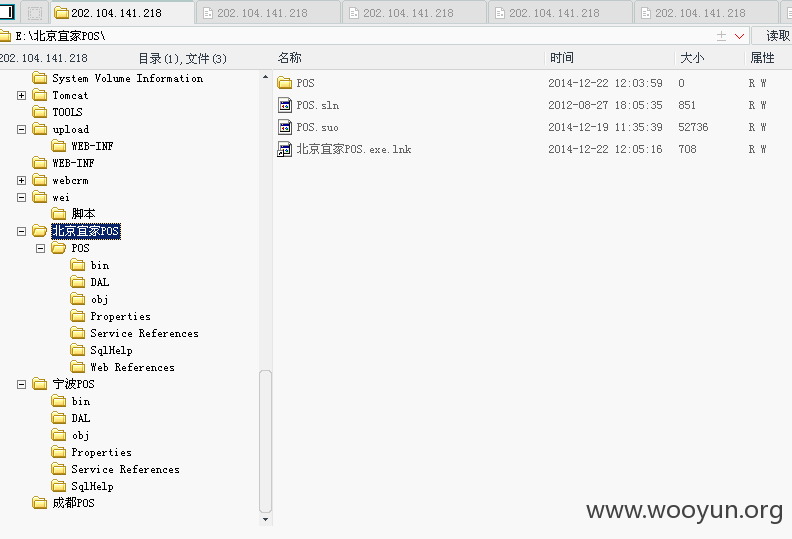 202.104.141.218 202.104.141.218 202.104.141.218 202.104.141.218 202.104.141.218
E:\北京宜家POS\ 读取
202.104.141.218 目录(1),文件(3) 名称 时间 大小 属性
System Volume Information
Tomcat
TOOLS
upload
WEB-INF
WEB-INF
webcrm
wei
脚本
北京宜家POS
POS
bin
DAL
obj
Properties
Service References
SqlHelp
Web References
宁波POS
bin
DAL
obj
Properties
Service References
SqlHelp
成都POS
POS 2014-12-22 12:03:59 0 R W
POS.sln 2012-08-27 18:05:35 851 R W
POS.suo 2014-12-19 11:35:39 52736 R W
北京宜家POS.exe.lnk 2014-12-22 12:05:16 708 R W
www.wooyun.org